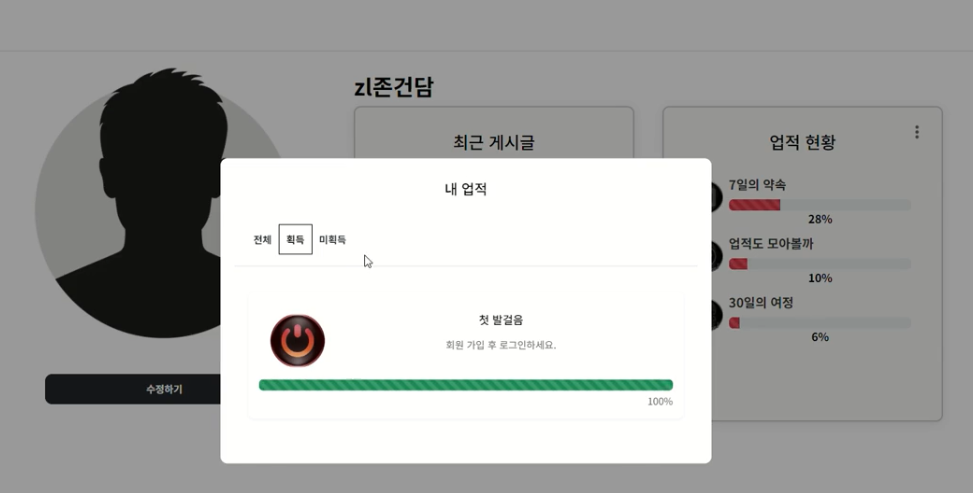 zl존건담
최근 게시글
업적 현황
7일의 약속
28%
업적도 모아볼까
10%
30일의 여정
6%
수정하기
내 업적
전체 획득 미획득
첫 발걸음
회원 가입 후 로그인하세요.
100%